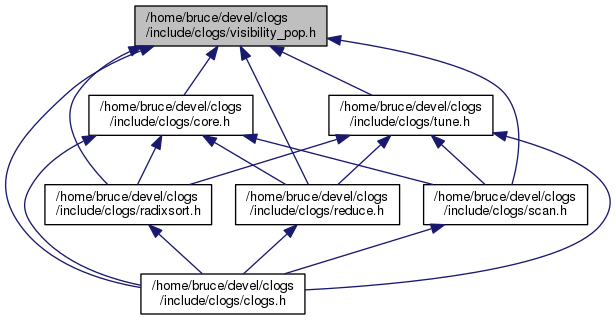 /home/bruce/devel/clogs
/include/clogs/visibility_pop.h
/home/bruce/devel/clogs
/include/clogs/core.h
/home/bruce/devel/clogs
/include/clogs/tune.h
/home/bruce/devel/clogs
/include/clogs/radixsort.h
/home/bruce/devel/clogs
/include/clogs/reduce.h
/home/bruce/devel/clogs
/include/clogs/scan.h
/home/bruce/devel/clogs
/include/clogs/clogs.h